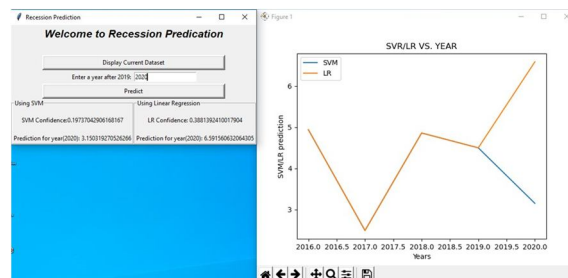 Recession Prediction
Welcome to Recession Predication
Display Current Dataset
Enter a year after 2019: 2020
Predict
Using SVM
SVM Confidence:0.19737042906168167
Prediction for year(2020): 3.150319270526266
Using Linear Regression
LR Confidence: 0.3881392410017904
Prediction for year(2020): 6.591560632064305
Figure 1
SVR/LR VS. YEAR
SVM
LR
SVM/LR prediction
6
5
4
3
2016.0 2016.5 2017.0 2017.5 2018.0 2018.5 2019.0 2019.5 2020.0
Years